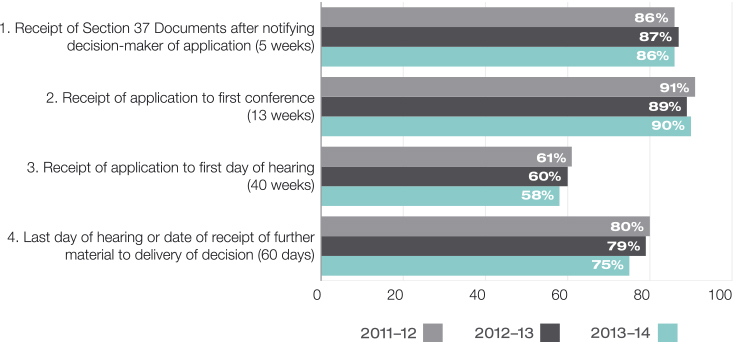 1. Receipt of Section 37 Documents after notifying
decision-maker of application (5 weeks)
86%
87%
86%
2. Receipt of application to first conference
(13 weeks)
91%
89%
90%
3. Receipt of application to first day of hearing
(40 weeks)
61%
60%
58%
4. Last day of hearing or date of receipt of further
material to delivery of decision (60 days)
80%
79%
75%
0 20 40 60 80 100
2011–12 2012–13 2013–14